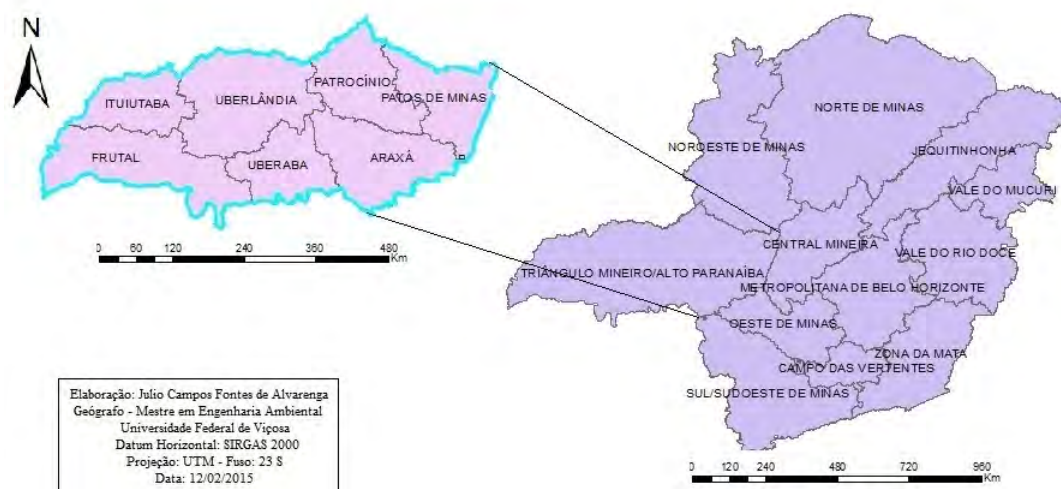 N
PATROCÍNIO
ITUIUTABA
UBERLÂNDIA
PATOS DE MINAS
FRUTAL
UBERABA
ARAXÁ
0 60 120 240 360 480
Km
NORTE DE MINAS
NOROESTE DE MINAS
JEQUITINHONHA
VALE DO MUCURI
CENTRAL MINEIRA
VALE DO RIO DOCE
TRIÂNGULO MINEIRO/ALTO PARANAÍBA
METROPOLITANA DE BELO HORIZONTE
OESTE DE MINAS
ZONA DA MATA
CAMPO DAS VERTENTES
SUL/SUDOESTE DE MINAS
Elaboração: Julio Campos Fontes de Alvarenga
Geógrafo - Mestre em Engenharia Ambiental
Universidade Federal de Viçosa
Datum Horizontal: SIRGAS 2000
Projeção: UTM - Fuso: 23 S
Data: 12/02/2015
0 120 240 480 720 960
Km